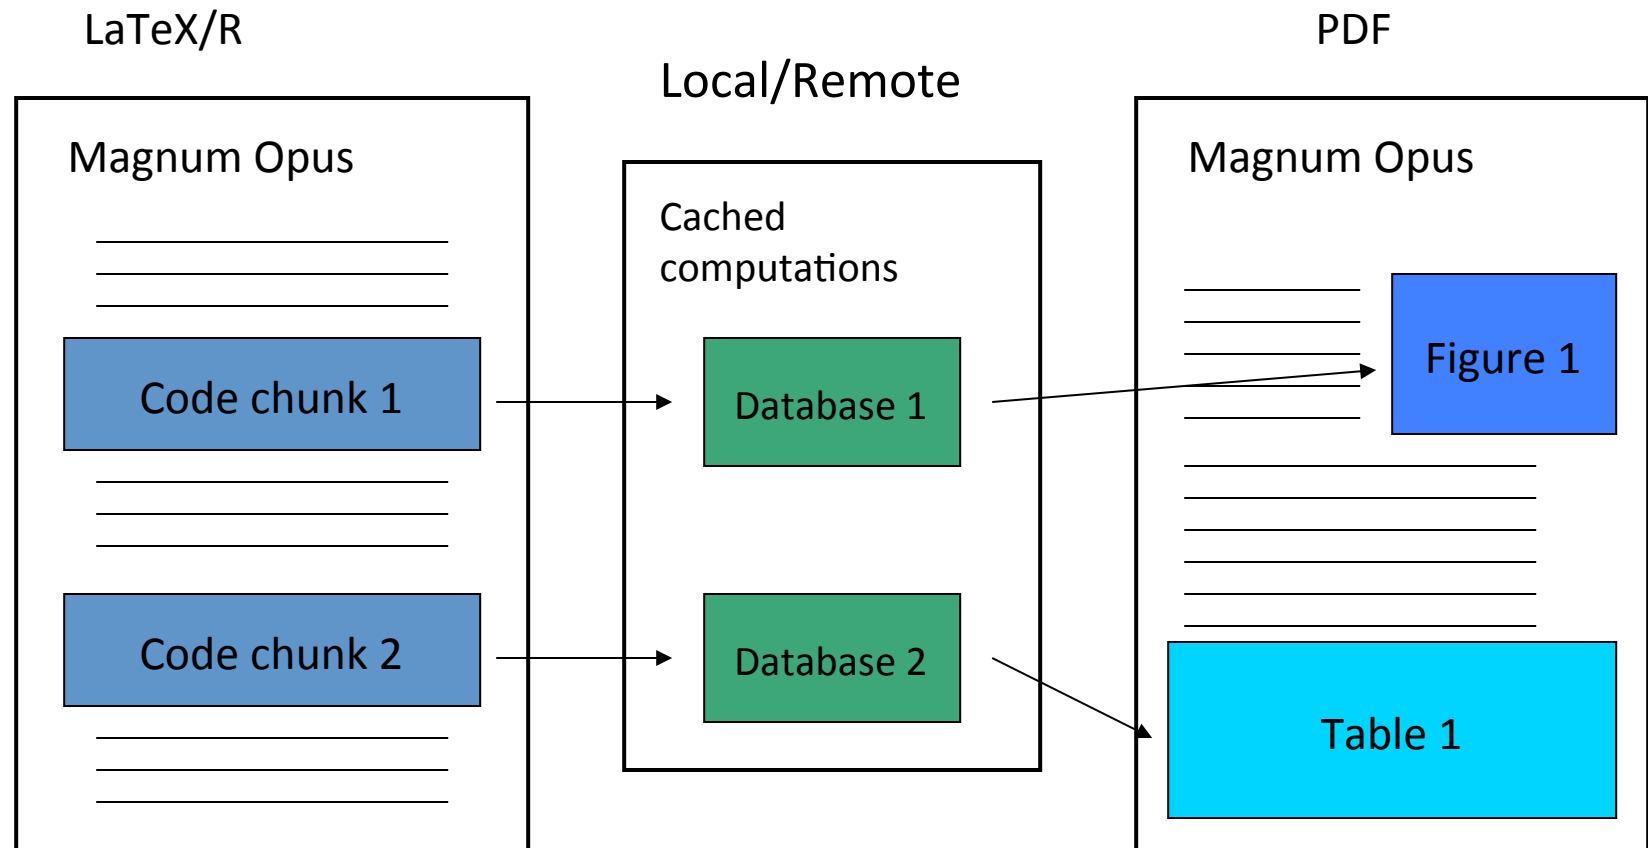 LaTeX/R
Magnum Opus
Code chunk 1
Code chunk 2
Local/Remote
Cached
computations
Database 1
Database 2
PDF
Magnum Opus
Figure 1
Table 1